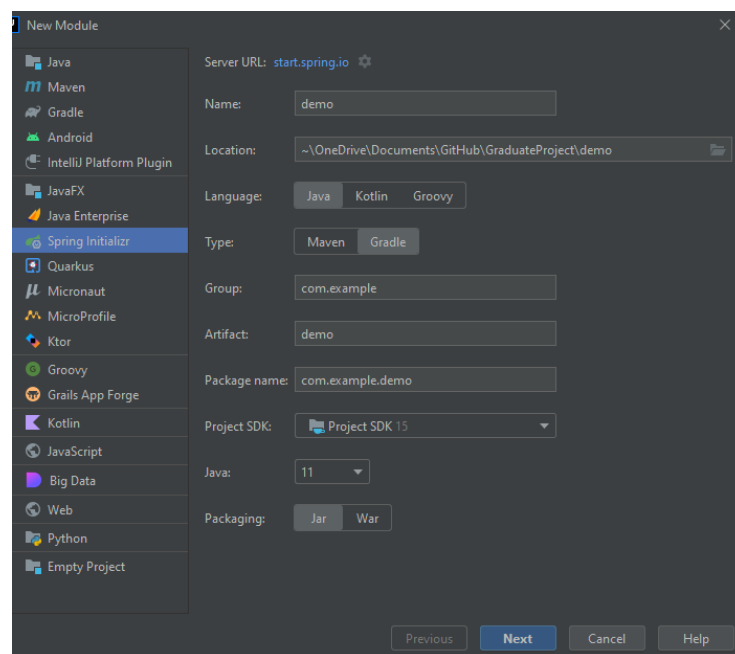 New Module
Java
Maven
Gradle
Android
IntelliJ Platform Plugin
JavaFX
Java Enterprise
Spring Initializr
Quarkus
Micronaut
MicroProfile
Ktor
Groovy
Grails App Forge
Kotlin
JavaScript
Big Data
Web
Python
Empty Project
Server URL: start.spring.io
Name: demo
Location: ~\OneDrive\Documents\GitHub\GraduateProject\demo
Language: Java Kotlin Groovy
Type: Maven Gradle
Group: com.example
Artifact: demo
Package name: com.example.demo
Project SDK: Project SDK 15
Java: 11
Packaging: Jar War
Previous Next Cancel Help